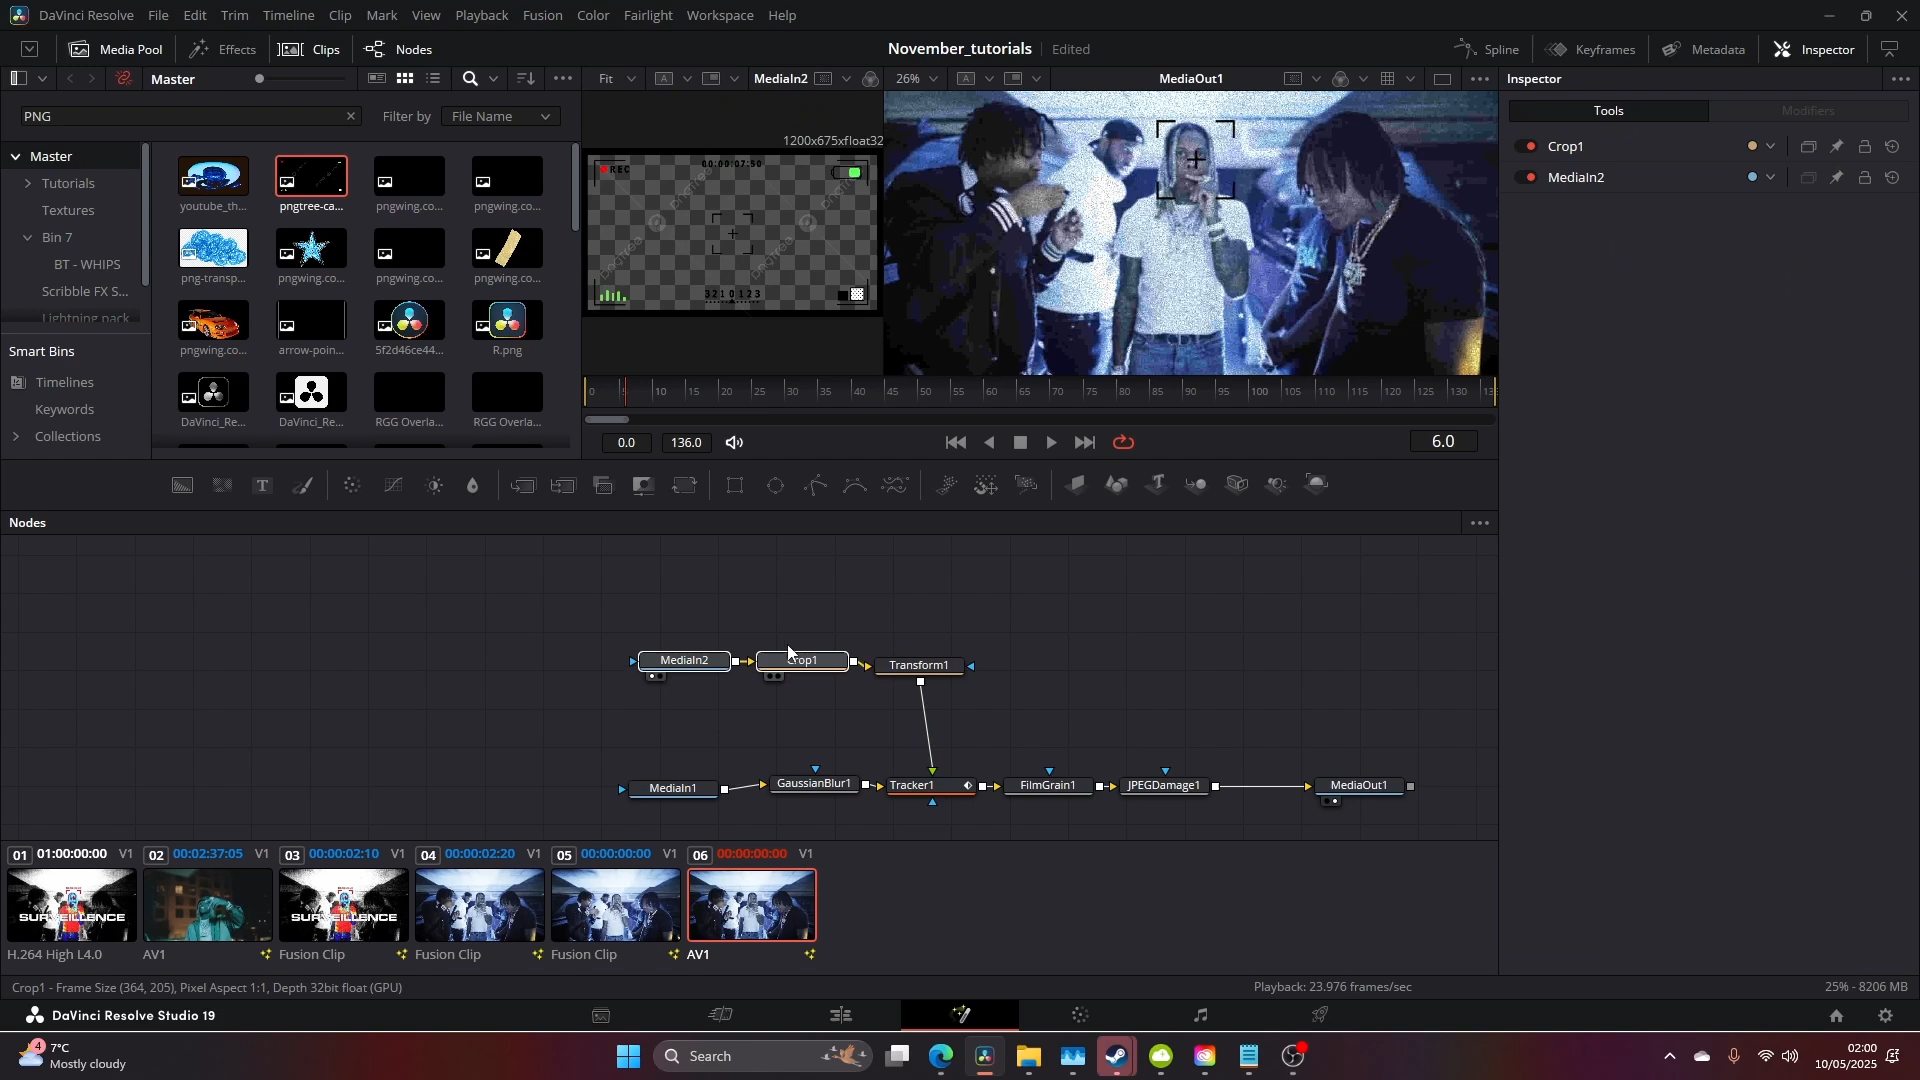 DaVinci Resolve File Edit Trim Timeline Clip Mark View Playback Fusion Color Fairlight Workspace Help
Media Pool Effects Clips Nodes November_tutorials Edited Spline Keyframes Metadata Inspector
Master Fit MediaIn2 26% MediaOut1 Inspector
PNG Filter by File Name
Tools Modifiers
1200x675xfloat32
Crop1
MediaIn2
Master
Tutorials
Textures
Bin 7
BT - WHIPS
Scribble FX S...
Lightning pack
Smart Bins
Timelines
Keywords
Collections
youtube_th... pngtree-ca... pngwing.co... pngwing.co...
png-transp... pngwing.co... pngwing.co... pngwing.co...
pngwing.co... arrow-poin... 5f2d46ce44... R.png
DaVinci_Re... DaVinci_Re... RGG Overla... RGG Overla...
REC 00:00:07:50
3 2 1 0 1 2 3
0 10 15 20 25 30 35 40 45 50 55 60 65 70 75 80 85 90 95 100 105 110 115 120 125 130
0.0 136.0 6.0
Nodes
MediaIn2 Crop1 Transform1
MediaIn1 GaussianBlur1 Tracker1 FilmGrain1 JPEGDamage1 MediaOut1
01 01:00:00:00 V1 02 00:02:37:05 V1 03 00:00:02:10 V1 04 00:00:02:20 V1 05 00:00:00:00 V1 06 00:00:00:00 V1
SURVEILLENCE SURVEILLENCE
H.264 High L4.0 AV1 Fusion Clip Fusion Clip Fusion Clip AV1
Crop1 - Frame Size (364, 205), Pixel Aspect 1:1, Depth 32bit float (GPU) Playback: 23.976 frames/sec 25% - 8206 MB
DaVinci Resolve Studio 19
4 7°C
Mostly cloudy
Search
02:00
10/05/2025